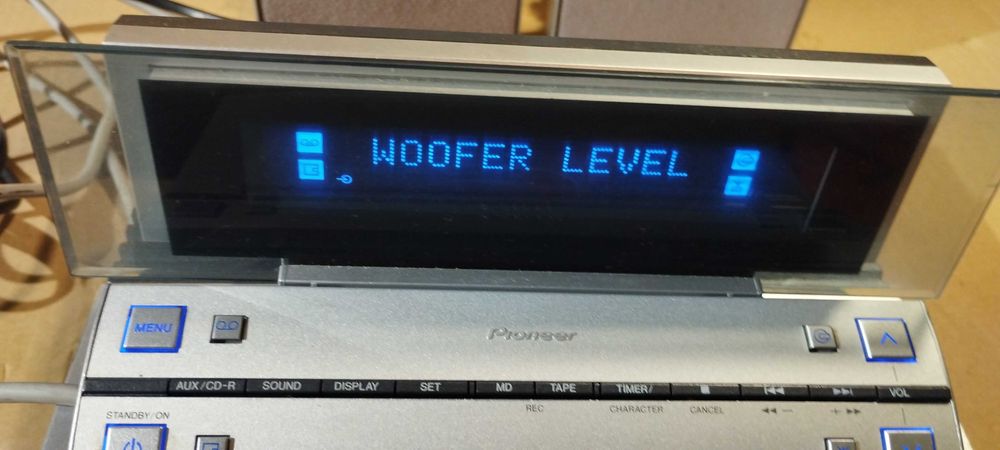 WOOFER LEVEL
MENU
Pioneer
AUX/CD-R SOUND DISPLAY SET MD TAPE TIMER/ VOL
REC CHARACTER CANCEL
STANDBY/ON